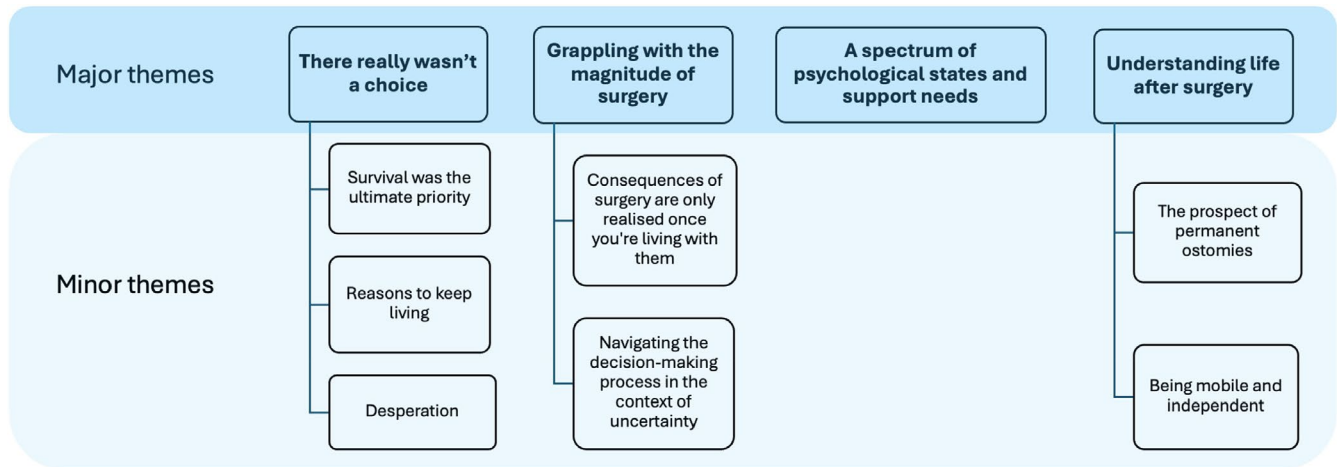 Major themes
There really wasn't
a choice
Grappling with the
magnitude of
surgery
A spectrum of
psychological states and
support needs
Understanding life
after surgery
Minor themes
Survival was the
ultimate priority
Reasons to keep
living
Desperation
Consequences of
surgery are only
realised once
you're living with
them
Navigating the
decision-making
process in the
context of
uncertainty
The prospect of
permanent
ostomies
Being mobile and
independent